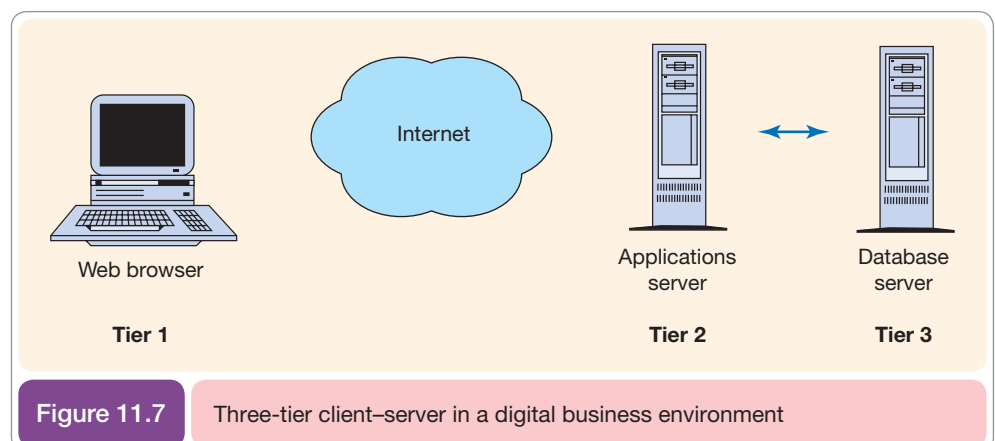 Internet
Web browser
Applications
server
Database
server
Tier 1
Tier 2
Tier 3
Figure 11.7
Three-tier client–server in a digital business environment